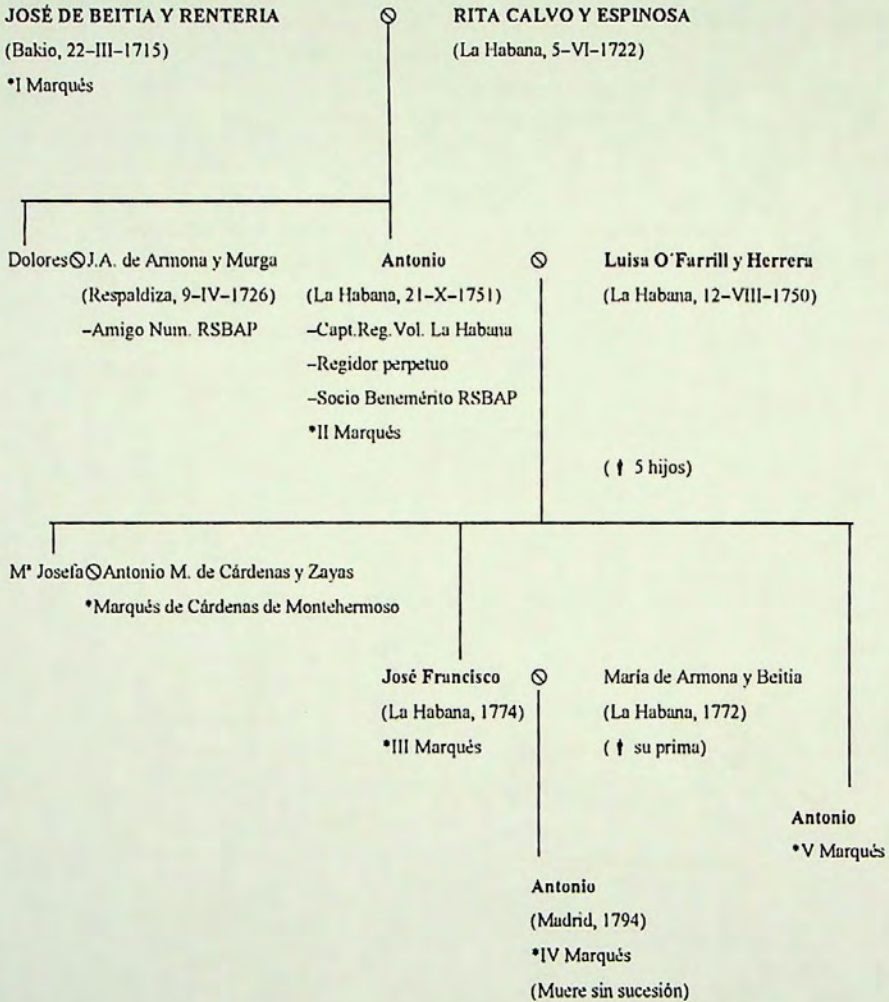 JOSÉ DE BEITIA Y RENTERIA ⦸ RITA CALVO Y ESPINOSA
(Bakio, 22-III-1715) (La Habana, 5-VI-1722)
*I Marqués
Dolores⦸J.A. de Armona y Murga Antonio ⦸ Luisa O'Farrill y Herrera
(Respaldiza, 9-IV-1726) (La Habana, 21-X-1751) (La Habana, 12-VIII-1750)
-Amigo Num. RSBAP -Capt.Reg.Vol. La Habana
-Regidor perpetuo
-Socio Benemérito RSBAP
*II Marqués
( † 5 hijos)
Mª Josefa⦸Antonio M. de Cárdenas y Zayas
*Marqués de Cárdenas de Montehermoso
José Francisco ⦸ María de Armona y Beitia
(La Habana, 1774) (La Habana, 1772)
*III Marqués ( † su prima)
Antonio
*V Marqués
Antonio
(Madrid, 1794)
*IV Marqués
(Muere sin sucesión)